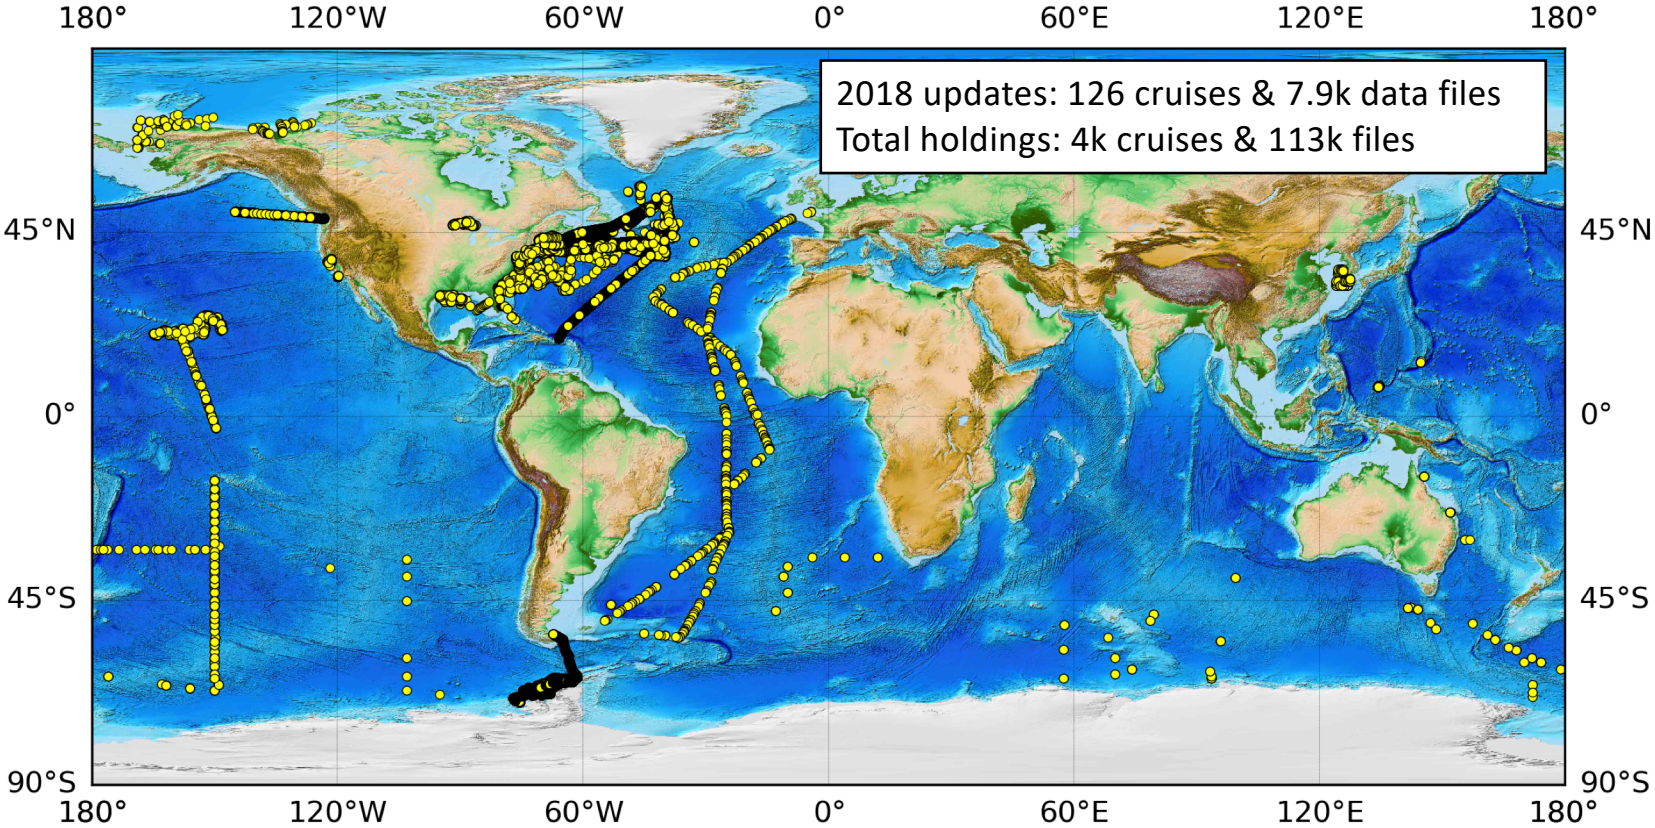 180° 120°W 60°W 0° 60°E 120°E 180°
2018 updates: 126 cruises & 7.9k data files
Total holdings: 4k cruises & 113k files
45°N 45°N
0° 0°
45°S 45°S
90°S 90°S
180° 120°W 60°W 0° 60°E 120°E 180°